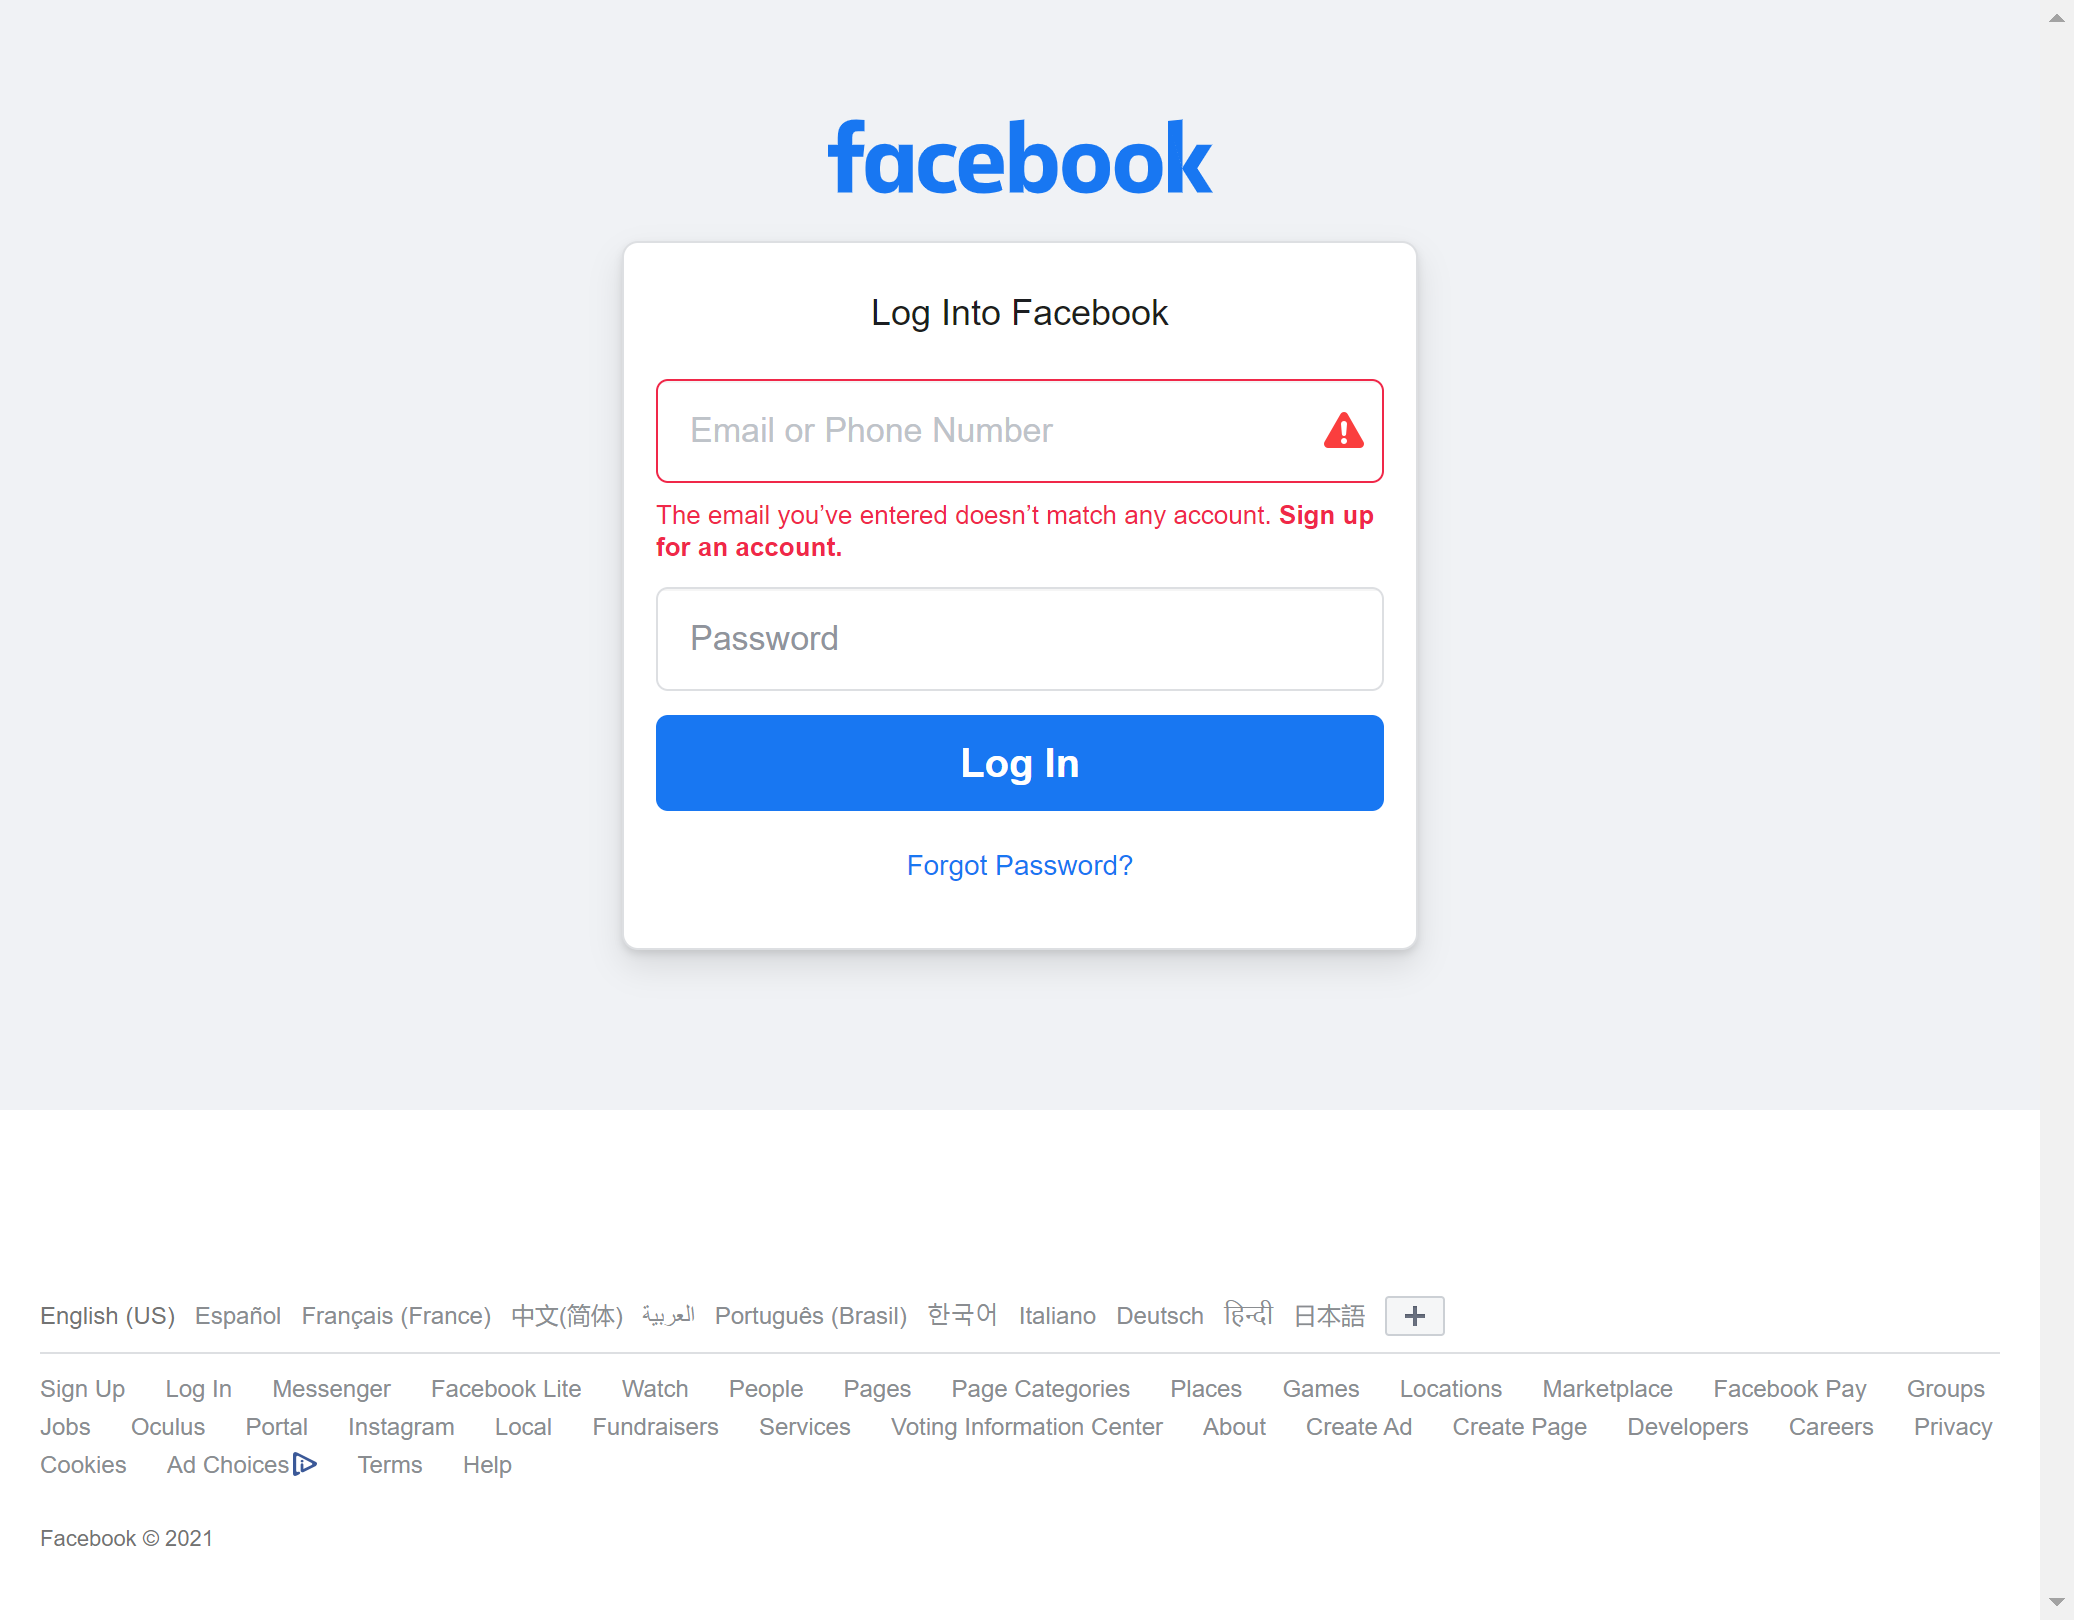 facebook
Log Into Facebook
Email or Phone Number
The email you’ve entered doesn’t match any account. Sign up
for an account.
Password
Log In
Forgot Password?
English (US) Español Français (France) 中文(简体) العربية Português (Brasil) 한국어 Italiano Deutsch हिन्दी 日本語
Sign Up Log In Messenger Facebook Lite Watch People Pages Page Categories Places Games Locations Marketplace Facebook Pay Groups
Jobs Oculus Portal Instagram Local Fundraisers Services Voting Information Center About Create Ad Create Page Developers Careers Privacy
Cookies Ad Choices Terms Help
Facebook © 2021